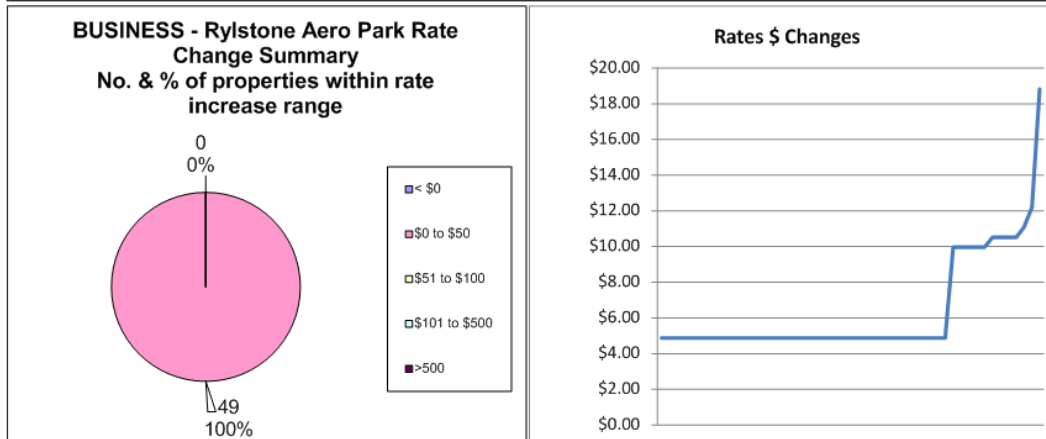 BUSINESS - Rylstone Aero Park Rate
Change Summary
No. & % of properties within rate
increase range
0
0%
< $0
$0 to $50
$51 to $100
$101 to $500
>500
49
100%
Rates $ Changes
$20.00
$18.00
$16.00
$14.00
$12.00
$10.00
$8.00
$6.00
$4.00
$2.00
$0.00